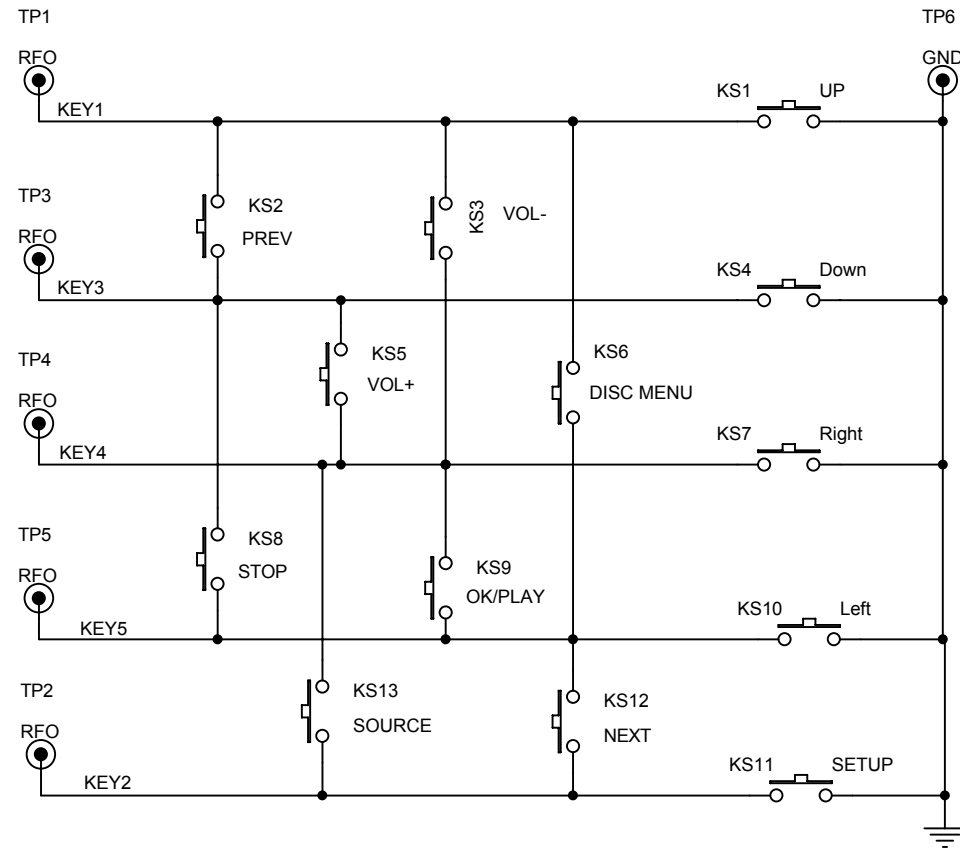 TP1
TP6
RFO
GND
KS1 UP
KEY1
TP3
KS2
KS3 VOL-
PREV
RFO
KS4 Down
KEY3
TP4
KS5
KS6
VOL+
DISC MENU
RFO
KS7 Right
KEY4
TP5
KS8
STOP
KS9
RFO
OK/PLAY
KS10 Left
KEY5
TP2
KS13
KS12
SOURCE
NEXT
RFO
KS11 SETUP
KEY2